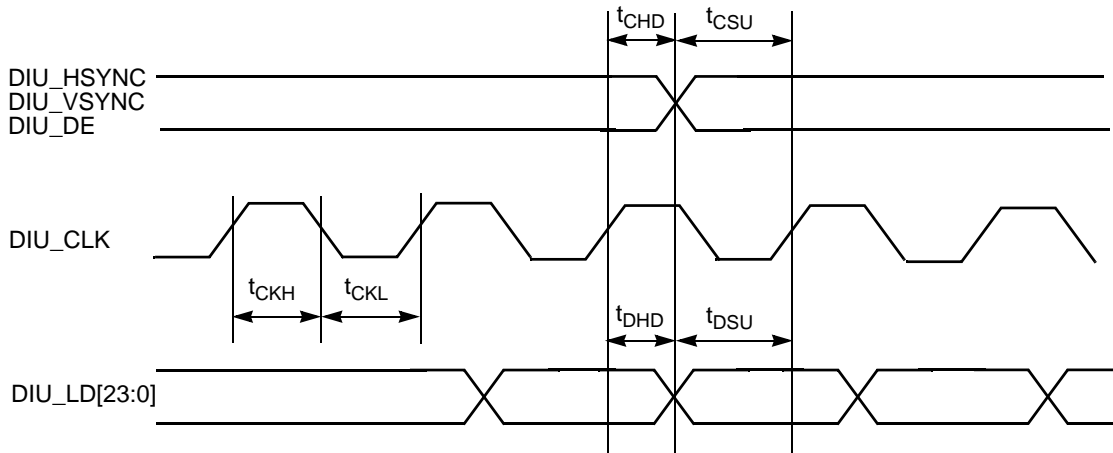 tCHD tCSU
DIU_HSYNC
DIU_VSYNC
DIU_DE
DIU_CLK
tCKH tCKL
tDHD tDSU
DIU_LD[23:0]